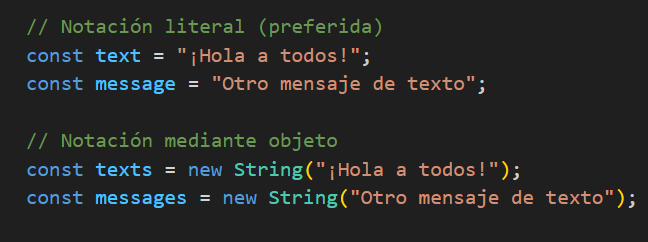 // Notación literal (preferida)
const text = "¡Hola a todos!";
const message = "Otro mensaje de texto";
// Notación mediante objeto
const texts = new String("¡Hola a todos!");
const messages = new String("Otro mensaje de texto");